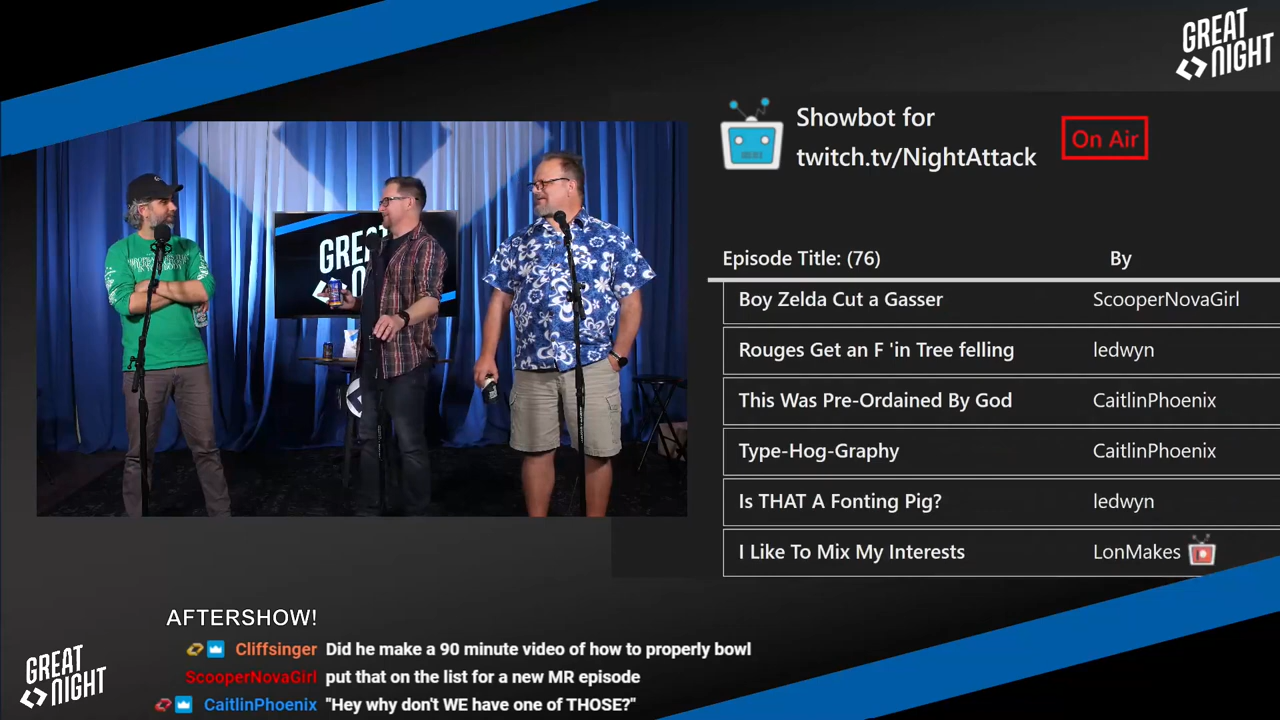 GREAT
NIGHT
Showbot for
twitch.tv/NightAttack
On Air
GREAT
Episode Title: (76)
By
Boy Zelda Cut a Gasser
ScooperNovaGirl
Rouges Get an F 'in Tree felling
ledwyn
This Was Pre-Ordained By God
CaitlinPhoenix
Type-Hog-Graphy
CaitlinPhoenix
Is THAT A Fonting Pig?
ledwyn
I Like To Mix My Interests
LonMakes
AFTERSHOW!
Cliffsinger Did he make a 90 minute video of how to properly bowl
ScooperNovaGirl put that on the list for a new MR episode
CaitlinPhoenix "Hey why don't WE have one of THOSE?"
GREAT
NIGHT